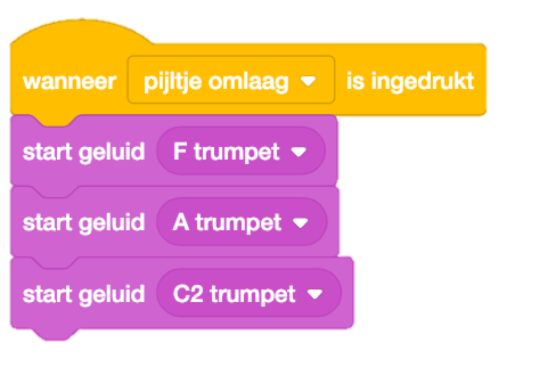 wanneer pijltje omlaag is ingedrukt
start geluid F trumpet
start geluid A trumpet
start geluid C2 trumpet